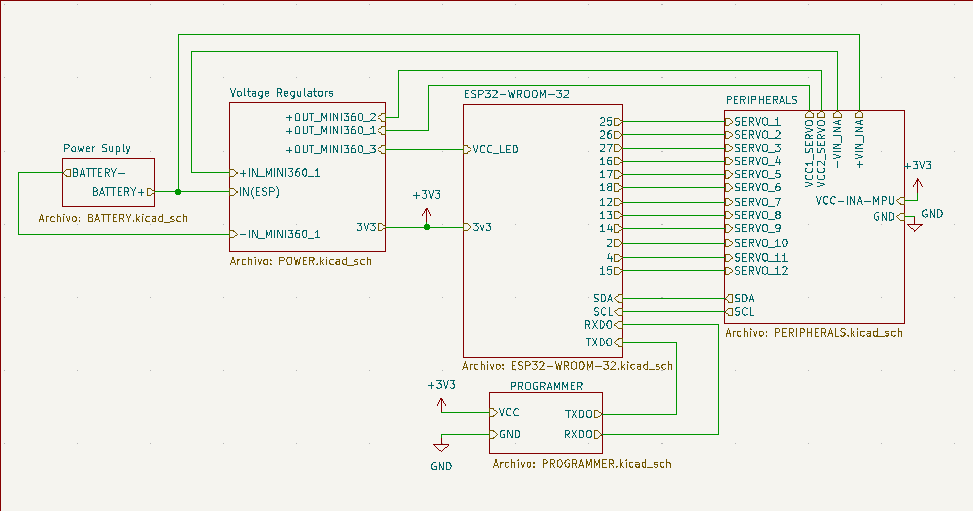 Power Suply
BATTERY-
BATTERY+
Archivo: BATTERY.kicad_sch
Voltage Regulators
+OUT_MINI360_2
+OUT_MINI360_1
+OUT_MINI360_3
+IN_MINI360_1
IN(ESP)
3V3
-IN_MINI360_1
Archivo: POWER.kicad_sch
+3V3
ESP32-WROOM-32
VCC_LED
3v3
25
26
27
16
17
18
12
13
14
2
4
15
SDA
SCL
RXD0
TXD0
Archivo: ESP32-WROOM-32.kicad_sch
PERIPHERALS
VCC1_SERVO
VCC2_SERVO
-VIN_INA
+VIN_INA
SERVO_1
SERVO_2
SERVO_3
SERVO_4
SERVO_5
SERVO_6
SERVO_7
SERVO_8
SERVO_9
SERVO_10
SERVO_11
SERVO_12
SDA
SCL
VCC-INA-MPU
GND
Archivo: PERIPHERALS.kicad_sch
+3V3
GND
PROGRAMMER
VCC
GND
TXD0
RXD0
Archivo: PROGRAMMER.kicad_sch
+3V3
GND